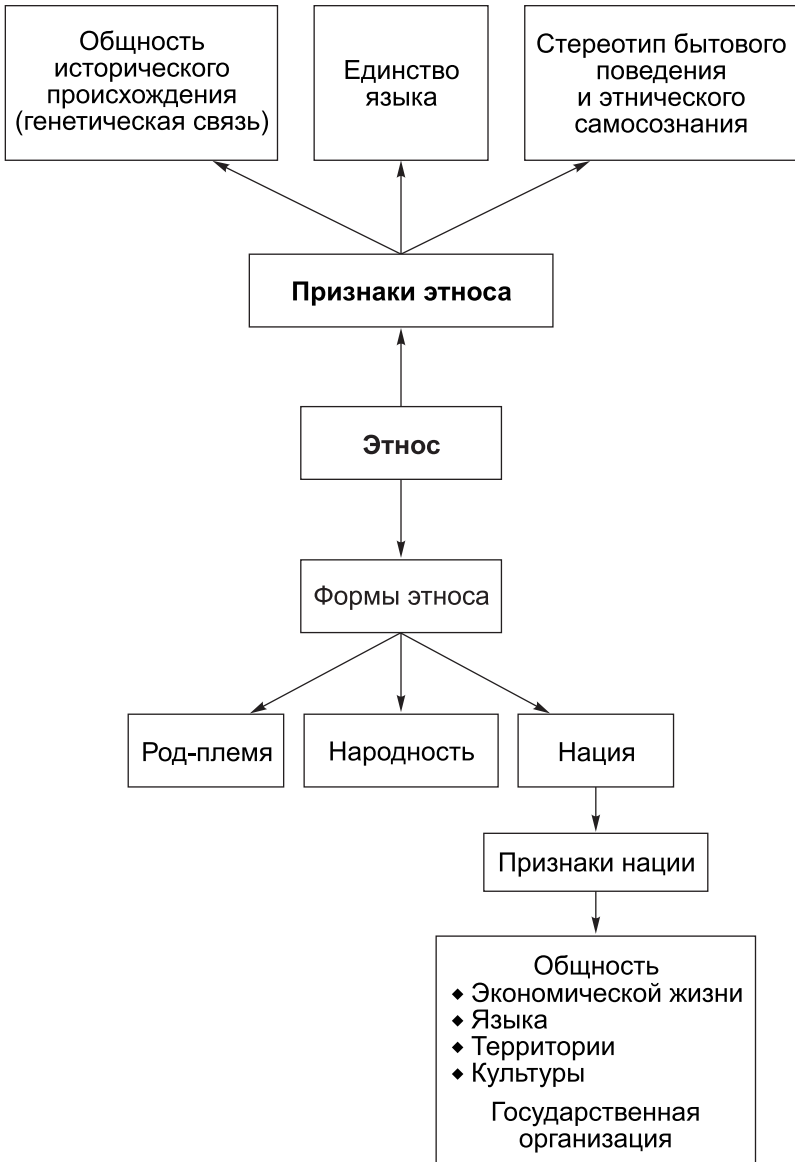 Общность
исторического
происхождения
(генетическая связь)
Единство
языка
Стереотип бытового
поведения
и этнического
самосознания
Признаки этноса
Этнос
Формы этноса
Род-племя
Народность
Нация
Признаки нации
Общность
◆ Экономической жизни
◆ Языка
◆ Территории
◆ Культуры
Государственная
организация